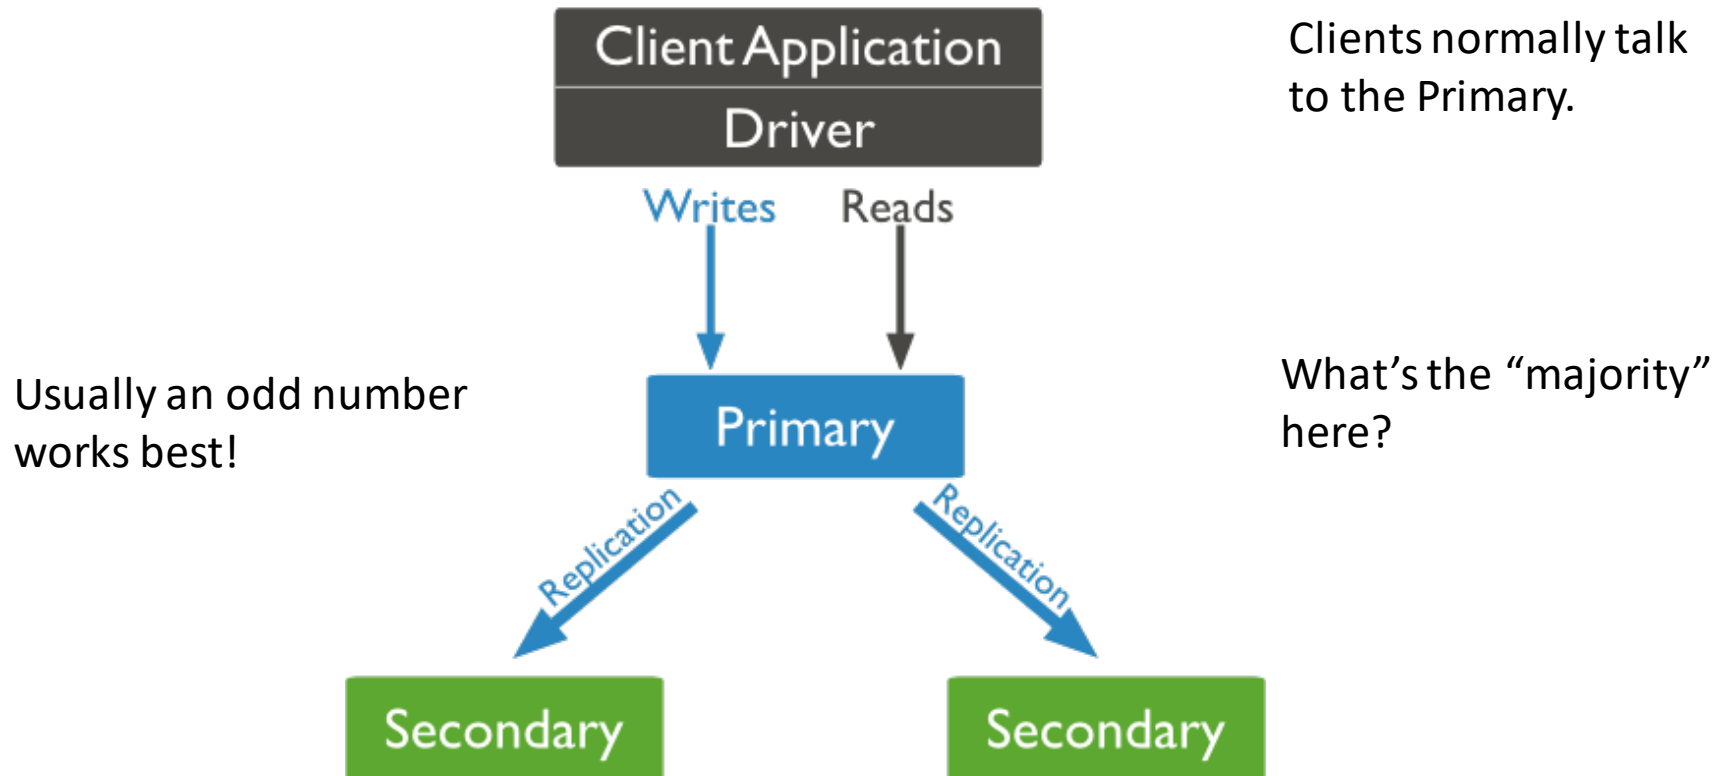 Client Application
Driver
Clients normally talk
to the Primary.
Writes
Reads
Usually an odd number
works best!
Primary
What’s the “majority”
here?
Replication
Replication
Secondary
Secondary